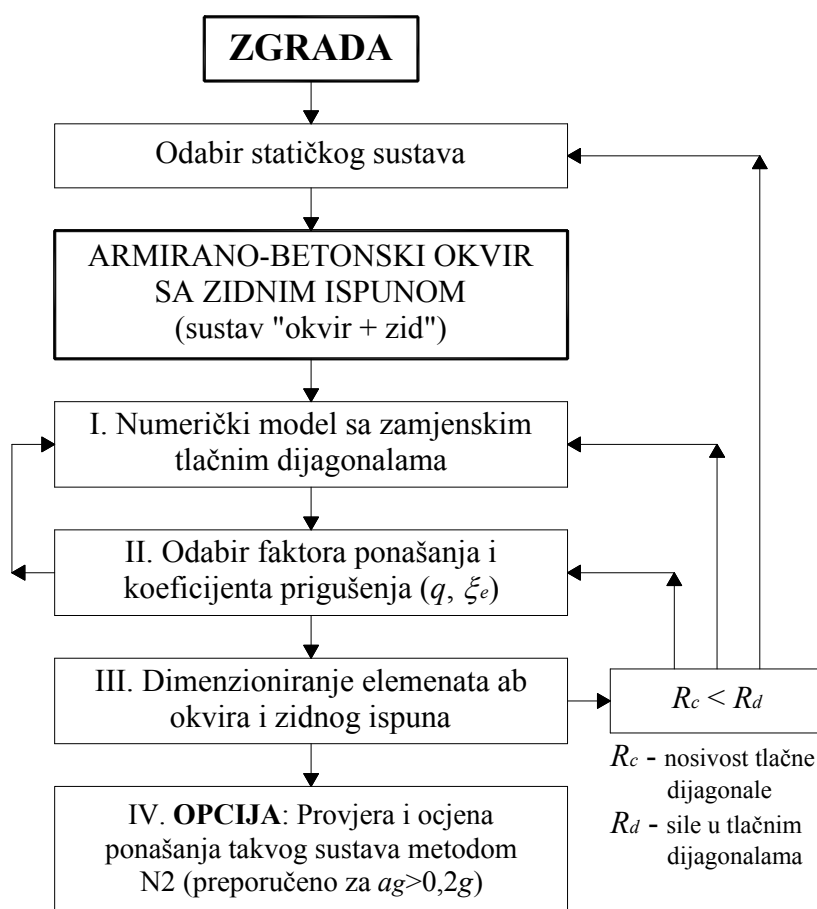 ZGRADA
Odabir statičkog sustava
ARMIRANO-BETONSKI OKVIR
SA ZIDNIM ISPUNOM
(sustav "okvir + zid")
I. Numerički model sa zamjenskim
tlačnim dijagonalama
II. Odabir faktora ponašanja i
koeficijenta prigušenja (q, ξe)
III. Dimenzioniranje elemenata ab
okvira i zidnog ispuna
Rc < Rd
Rc - nosivost tlačne
dijagonale
Rd - sile u tlačnim
dijagonalama
IV. OPCIJA: Provjera i ocjena
ponašanja takvog sustava metodom
N2 (preporučeno za ag>0,2g)